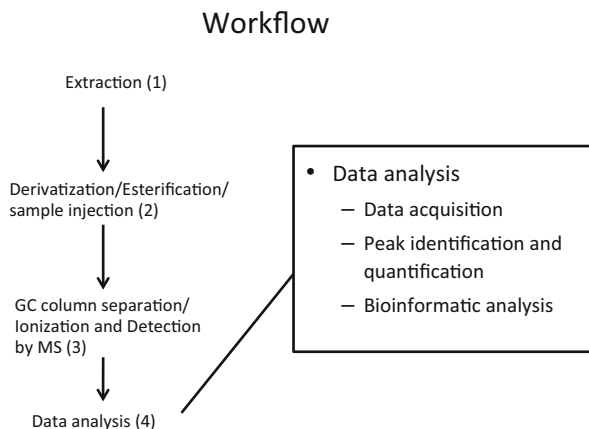 Workflow
Extraction (1)
Derivatization/Esterification/
sample injection (2)
GC column separation/
Ionization and Detection
by MS (3)
Data analysis (4)
• Data analysis
– Data acquisition
– Peak identification and
quantification
– Bioinformatic analysis